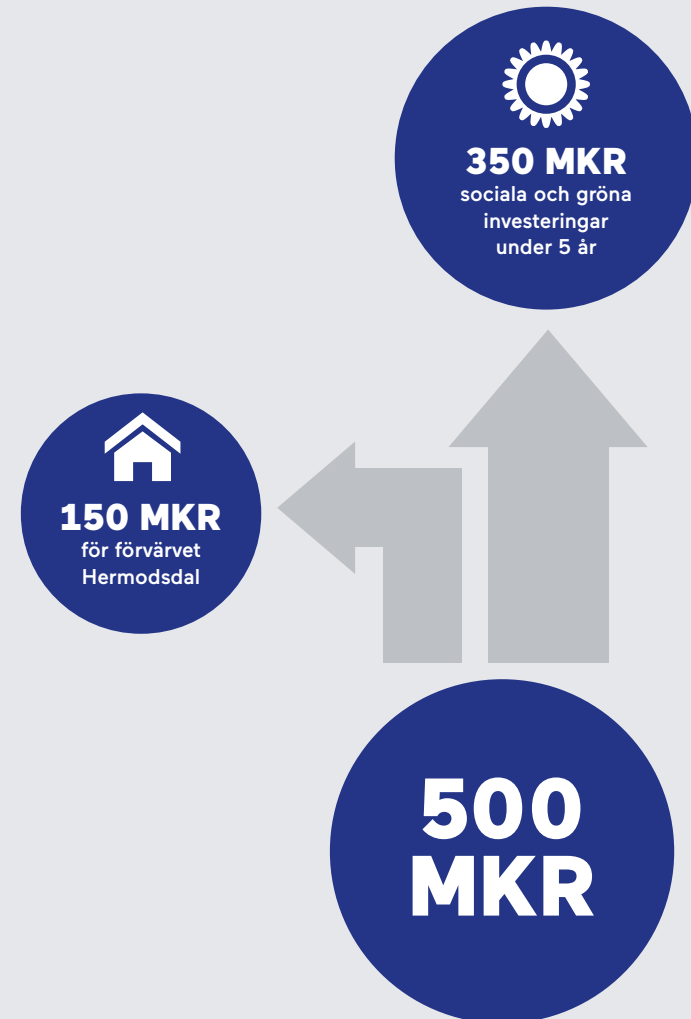 350 MKR
sociala och gröna
investeringar
under 5 år
150 MKR
för förvärvet
Hermodsdal
500
MKR